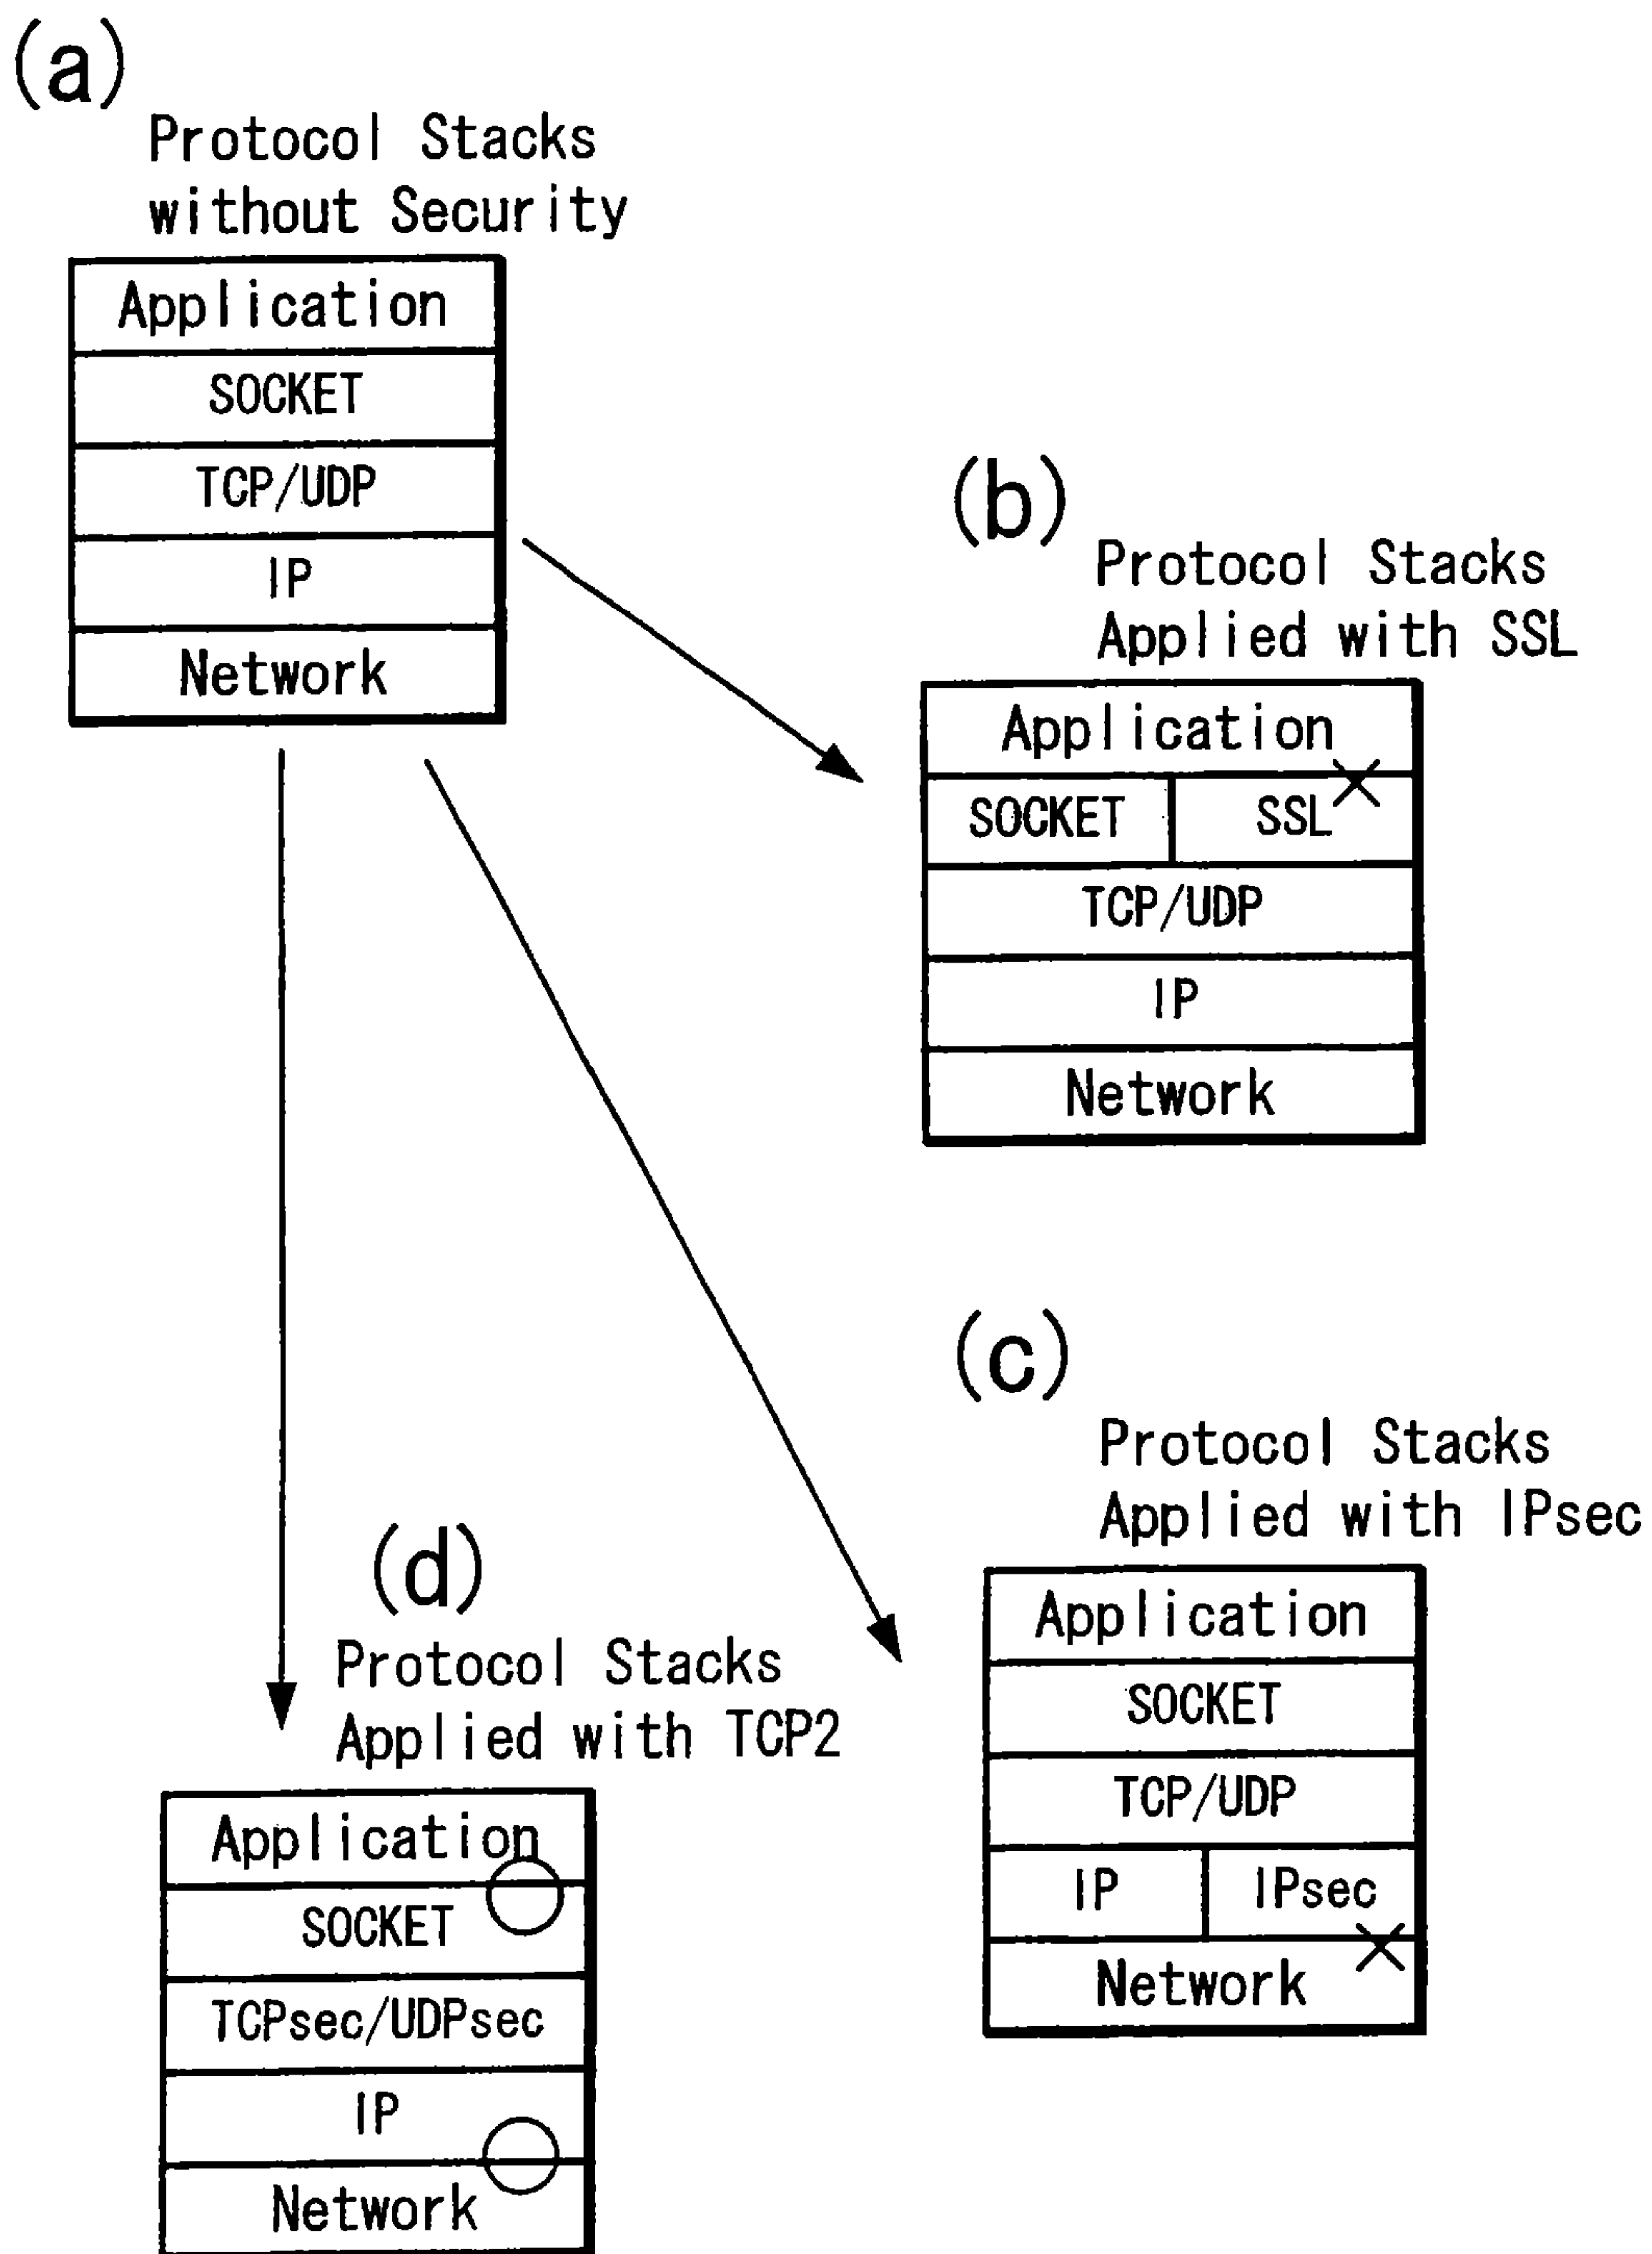 (a)
Protocol Stacks
without Security
Application
SOCKET
TCP/UDP
IP
Network
(b)
Protocol Stacks
Applied with SSL
Application
SOCKET SSL
TCP/UDP
IP
Network
(c)
Protocol Stacks
Applied with IPsec
Application
SOCKET
TCP/UDP
IP IPsec
Network
(d)
Protocol Stacks
Applied with TCP2
Application
SOCKET
TCPsec/UDPsec
IP
Network